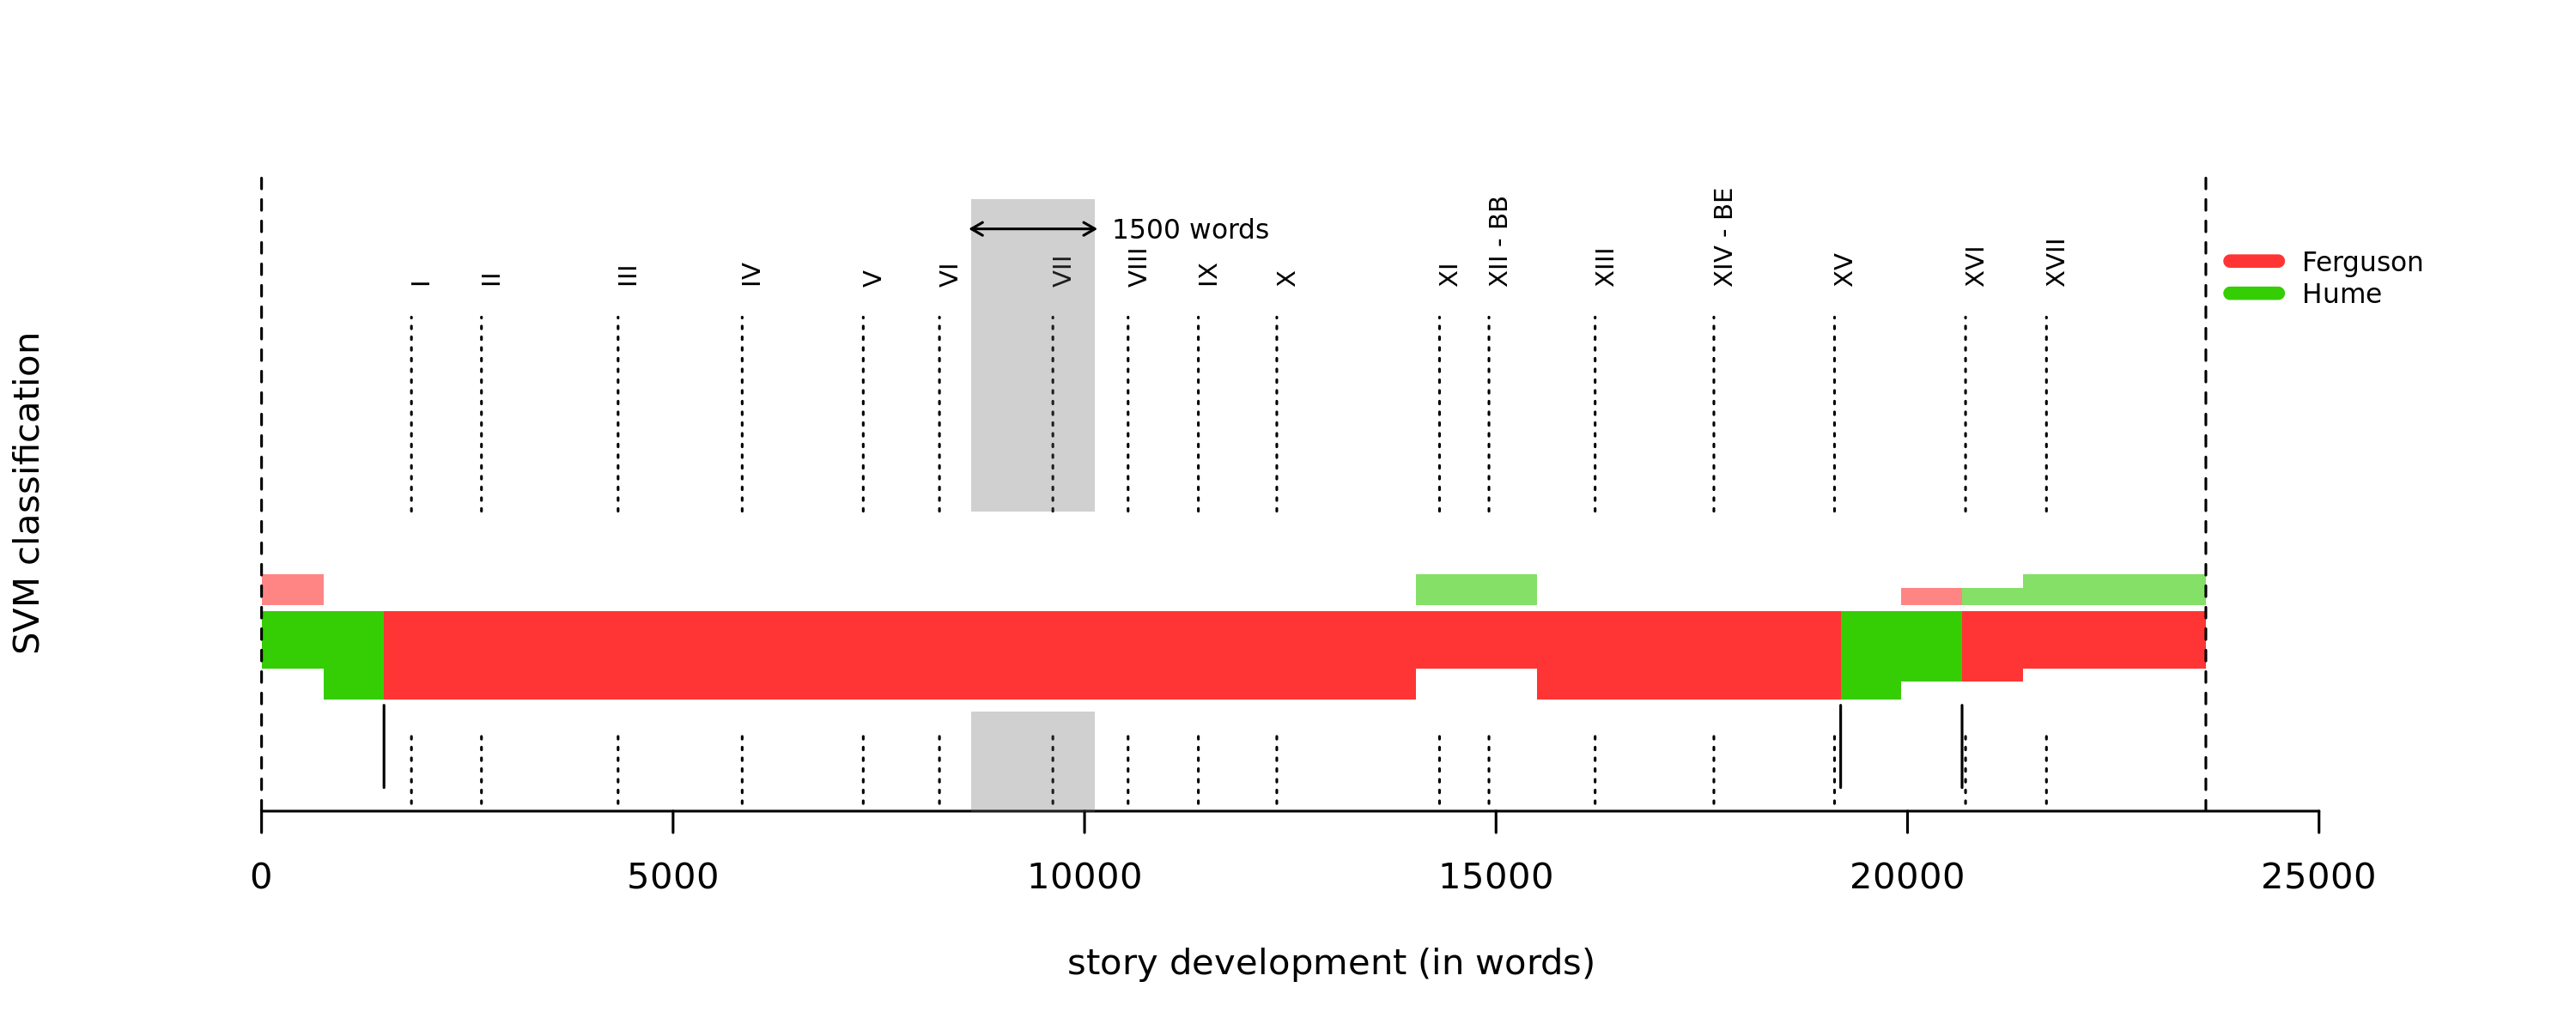 1500 words
I
II
III
IV
V
VI
VII
VIII
IX
X
XI
XII - BB
XIII
XIV - BE
XV
XVI
XVII
Ferguson
Hume
SVM classification
0
5000
10000
15000
20000
25000
story development (in words)